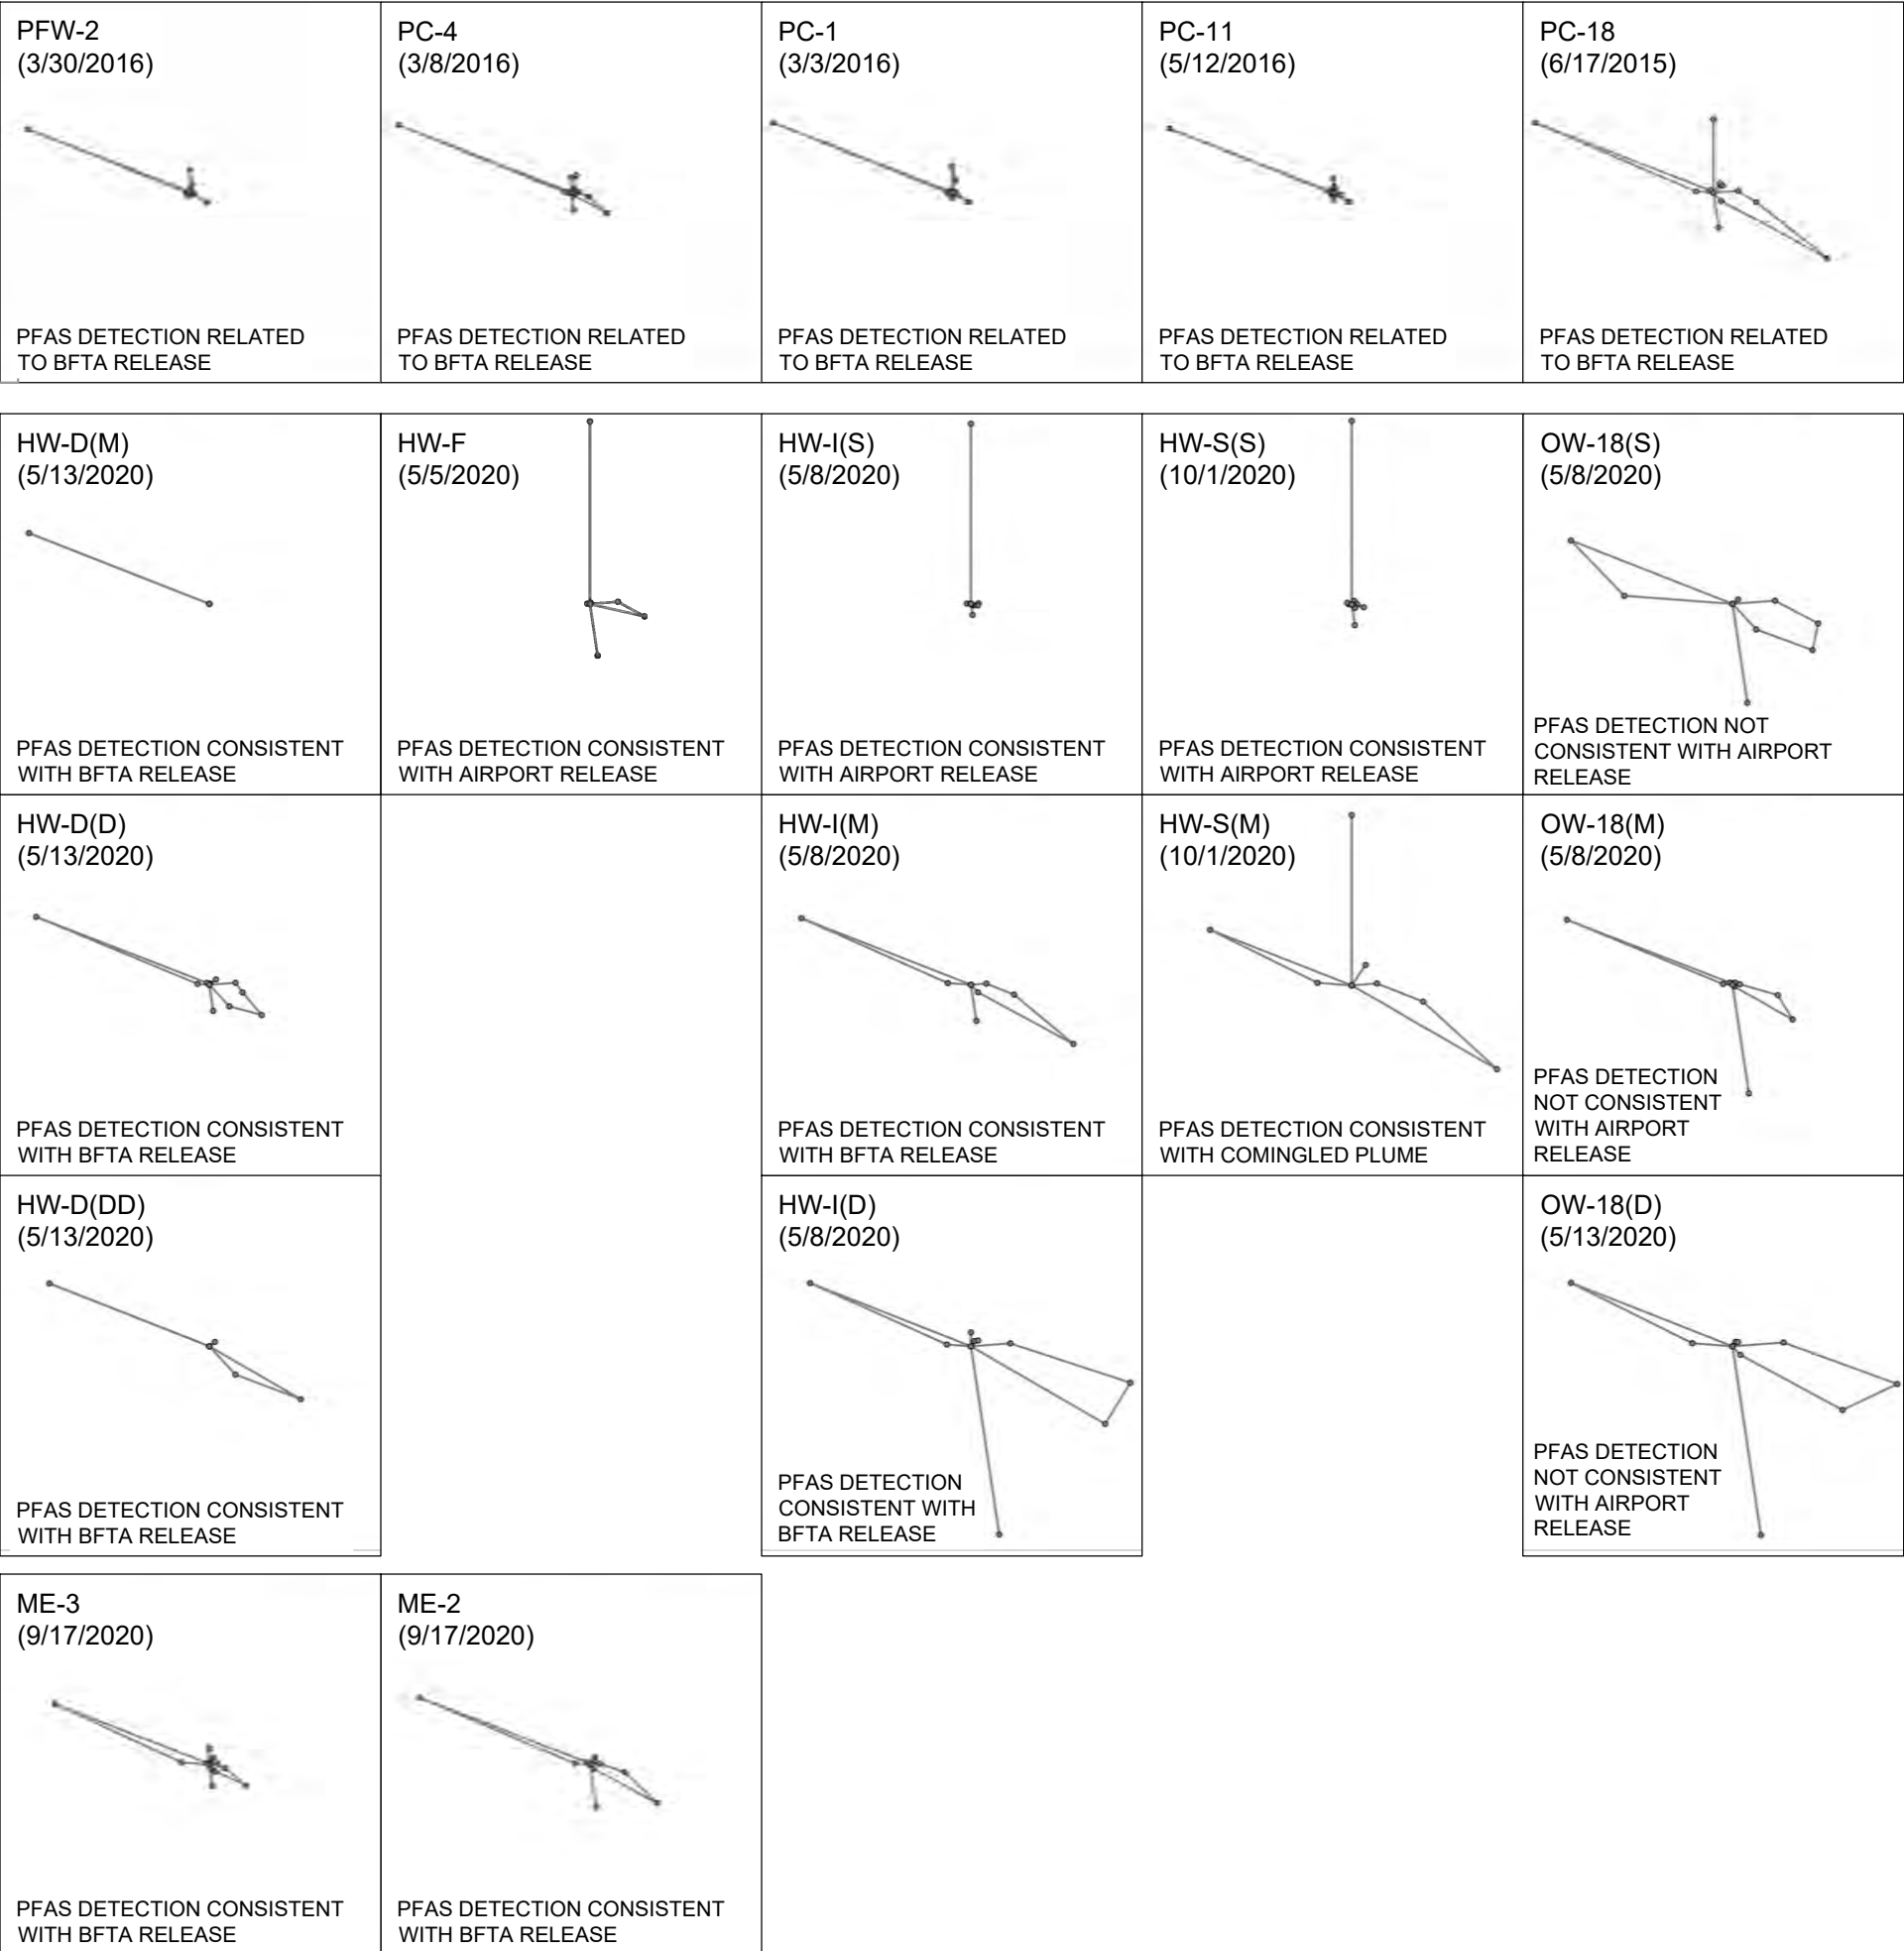 PFW-2
(3/30/2016)
PFAS DETECTION RELATED
TO BFTA RELEASE
PC-4
(3/8/2016)
PFAS DETECTION RELATED
TO BFTA RELEASE
PC-1
(3/3/2016)
PFAS DETECTION RELATED
TO BFTA RELEASE
PC-11
(5/12/2016)
PFAS DETECTION RELATED
TO BFTA RELEASE
PC-18
(6/17/2015)
PFAS DETECTION RELATED
TO BFTA RELEASE
HW-D(M)
(5/13/2020)
PFAS DETECTION CONSISTENT
WITH BFTA RELEASE
HW-F
(5/5/2020)
PFAS DETECTION CONSISTENT
WITH AIRPORT RELEASE
HW-I(S)
(5/8/2020)
PFAS DETECTION CONSISTENT
WITH AIRPORT RELEASE
HW-S(S)
(10/1/2020)
PFAS DETECTION CONSISTENT
WITH AIRPORT RELEASE
OW-18(S)
(5/8/2020)
PFAS DETECTION NOT
CONSISTENT WITH AIRPORT
RELEASE
HW-D(D)
(5/13/2020)
PFAS DETECTION CONSISTENT
WITH BFTA RELEASE
HW-I(M)
(5/8/2020)
PFAS DETECTION CONSISTENT
WITH BFTA RELEASE
HW-S(M)
(10/1/2020)
PFAS DETECTION CONSISTENT
WITH COMINGLED PLUME
OW-18(M)
(5/8/2020)
PFAS DETECTION
NOT CONSISTENT
WITH AIRPORT
RELEASE
HW-D(DD)
(5/13/2020)
PFAS DETECTION CONSISTENT
WITH BFTA RELEASE
HW-I(D)
(5/8/2020)
PFAS DETECTION
CONSISTENT WITH
BFTA RELEASE
OW-18(D)
(5/13/2020)
PFAS DETECTION
NOT CONSISTENT
WITH AIRPORT
RELEASE
ME-3
(9/17/2020)
PFAS DETECTION CONSISTENT
WITH BFTA RELEASE
ME-2
(9/17/2020)
PFAS DETECTION CONSISTENT
WITH BFTA RELEASE